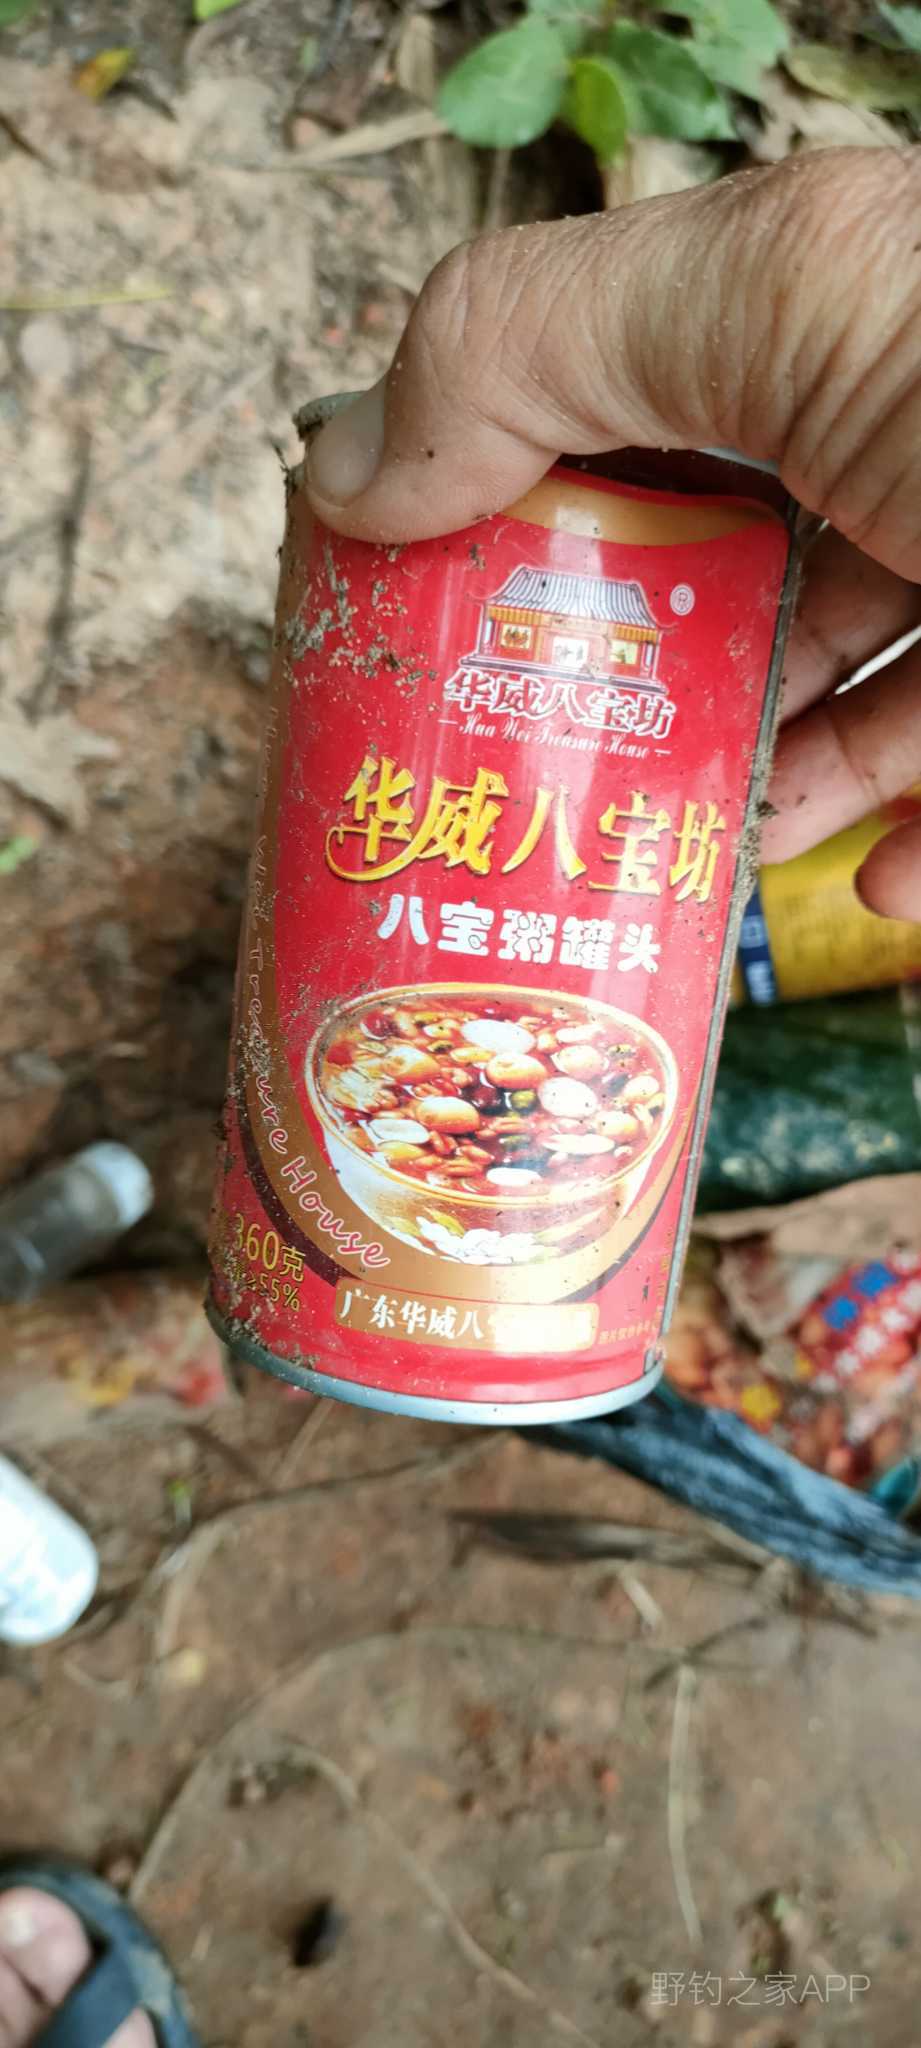 ®
华威八宝坊
Hua Wei Treasure House
华威八宝坊
八宝粥罐头
Treasure House
360克
≥55%
广东华威八
野钓之家APP